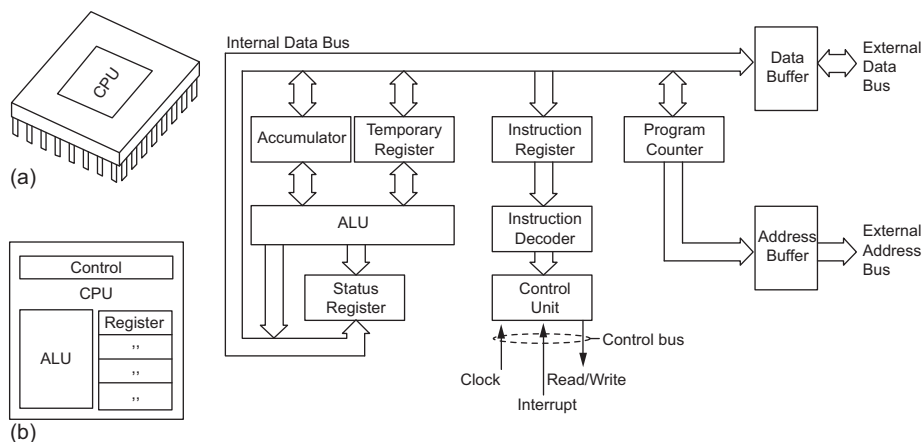 CPU
(a)
Control
CPU
ALU
Register
,,
,,
,,
(b)
Internal Data Bus
Data
Buffer
External
Data
Bus
Accumulator
Temporary
Register
Instruction
Register
Program
Counter
ALU
Instruction
Decoder
Address
Buffer
External
Address
Bus
Status
Register
Control
Unit
Control bus
Clock
Read/Write
Interrupt